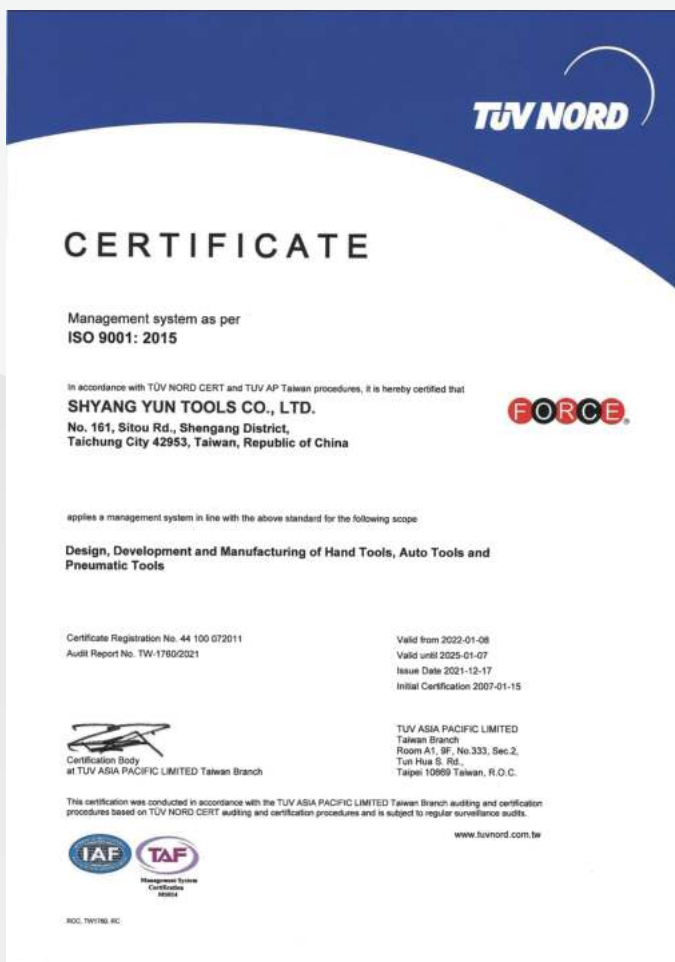 TÜV NORD
CERTIFICATE
Management system as per
ISO 9001: 2015
In accordance with TÜV NORD CERT and TUV AP Taiwan procedures, it is hereby certified that
SHYANG YUN TOOLS CO., LTD.
No. 161, Sitou Rd., Shengang District,
Taichung City 42953, Taiwan, Republic of China
FORCE®
applies a management system in line with the above standard for the following scope
Design, Development and Manufacturing of Hand Tools, Auto Tools and
Pneumatic Tools
Certificate Registration No. 44 100 072011
Audit Report No. TW-1760/2021
Valid from 2022-01-08
Valid until 2025-01-07
Issue Date 2021-12-17
Initial Certification 2007-01-15
Certification Body
at TUV ASIA PACIFIC LIMITED Taiwan Branch
TUV ASIA PACIFIC LIMITED
Taiwan Branch
Room A1, 9F, No.333, Sec.2,
Tun Hua S. Rd.,
Taipei 10669 Taiwan, R.O.C.
This certification was conducted in accordance with the TUV ASIA PACIFIC LIMITED Taiwan Branch auditing and certification
procedures based on TÜV NORD CERT auditing and certification procedures and is subject to regular surveillance audits.
www.tuvnord.com.tw
IAF
TAF
Management System
Certification